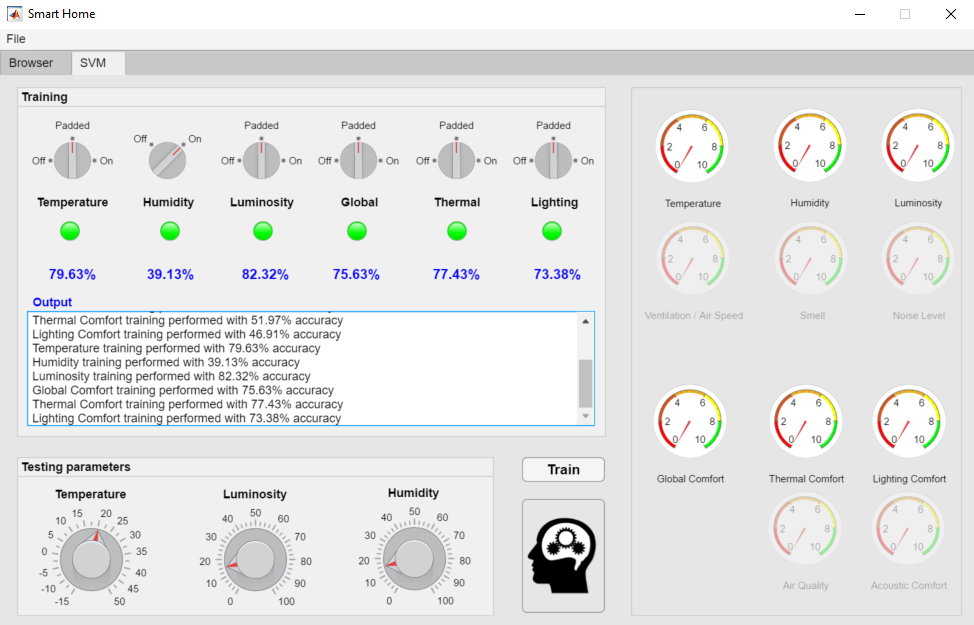 Smart Home
File
Browser SVM
Training
Padded Off On Padded Padded Padded Padded
Off On Off On Off On Off On Off On
Temperature Humidity Luminosity Global Thermal Lighting
79.63% 39.13% 82.32% 75.63% 77.43% 73.38%
Output
Thermal Comfort training performed with 51.97% accuracy
Lighting Comfort training performed with 46.91% accuracy
Temperature training performed with 79.63% accuracy
Humidity training performed with 39.13% accuracy
Luminosity training performed with 82.32% accuracy
Global Comfort training performed with 75.63% accuracy
Thermal Comfort training performed with 77.43% accuracy
Lighting Comfort training performed with 73.38% accuracy
Testing parameters
Temperature
-15 -10 -5 0 5 10 15 20 25 30 35 40 45 50
Luminosity
0 10 20 30 40 50 60 70 80 90 100
Humidity
0 10 20 30 40 50 60 70 80 90 100
Train
0 2 4 6 8 10
Temperature
0 2 4 6 8 10
Humidity
0 2 4 6 8 10
Luminosity
0 2 4 6 8 10
Ventilation / Air Speed
0 2 4 6 8 10
Smell
0 2 4 6 8 10
Noise Level
0 2 4 6 8 10
Global Comfort
0 2 4 6 8 10
Thermal Comfort
0 2 4 6 8 10
Lighting Comfort
0 2 4 6 8 10
Air Quality
0 2 4 6 8 10
Acoustic Comfort